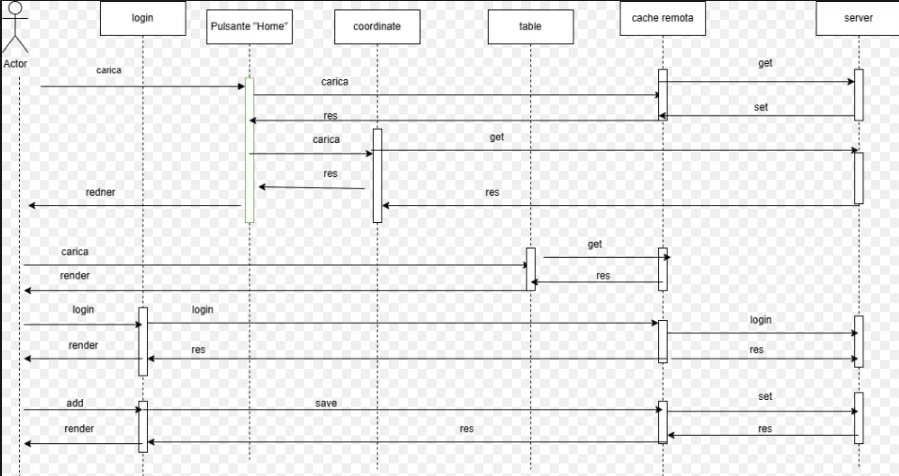 login
Pulsante "Home"
coordinate
table
cache remota
server
Actor
carica
get
carica
set
res
carica
get
res
redner
res
carica
get
render
res
login
login
login
render
res
res
add
save
set
render
res
res